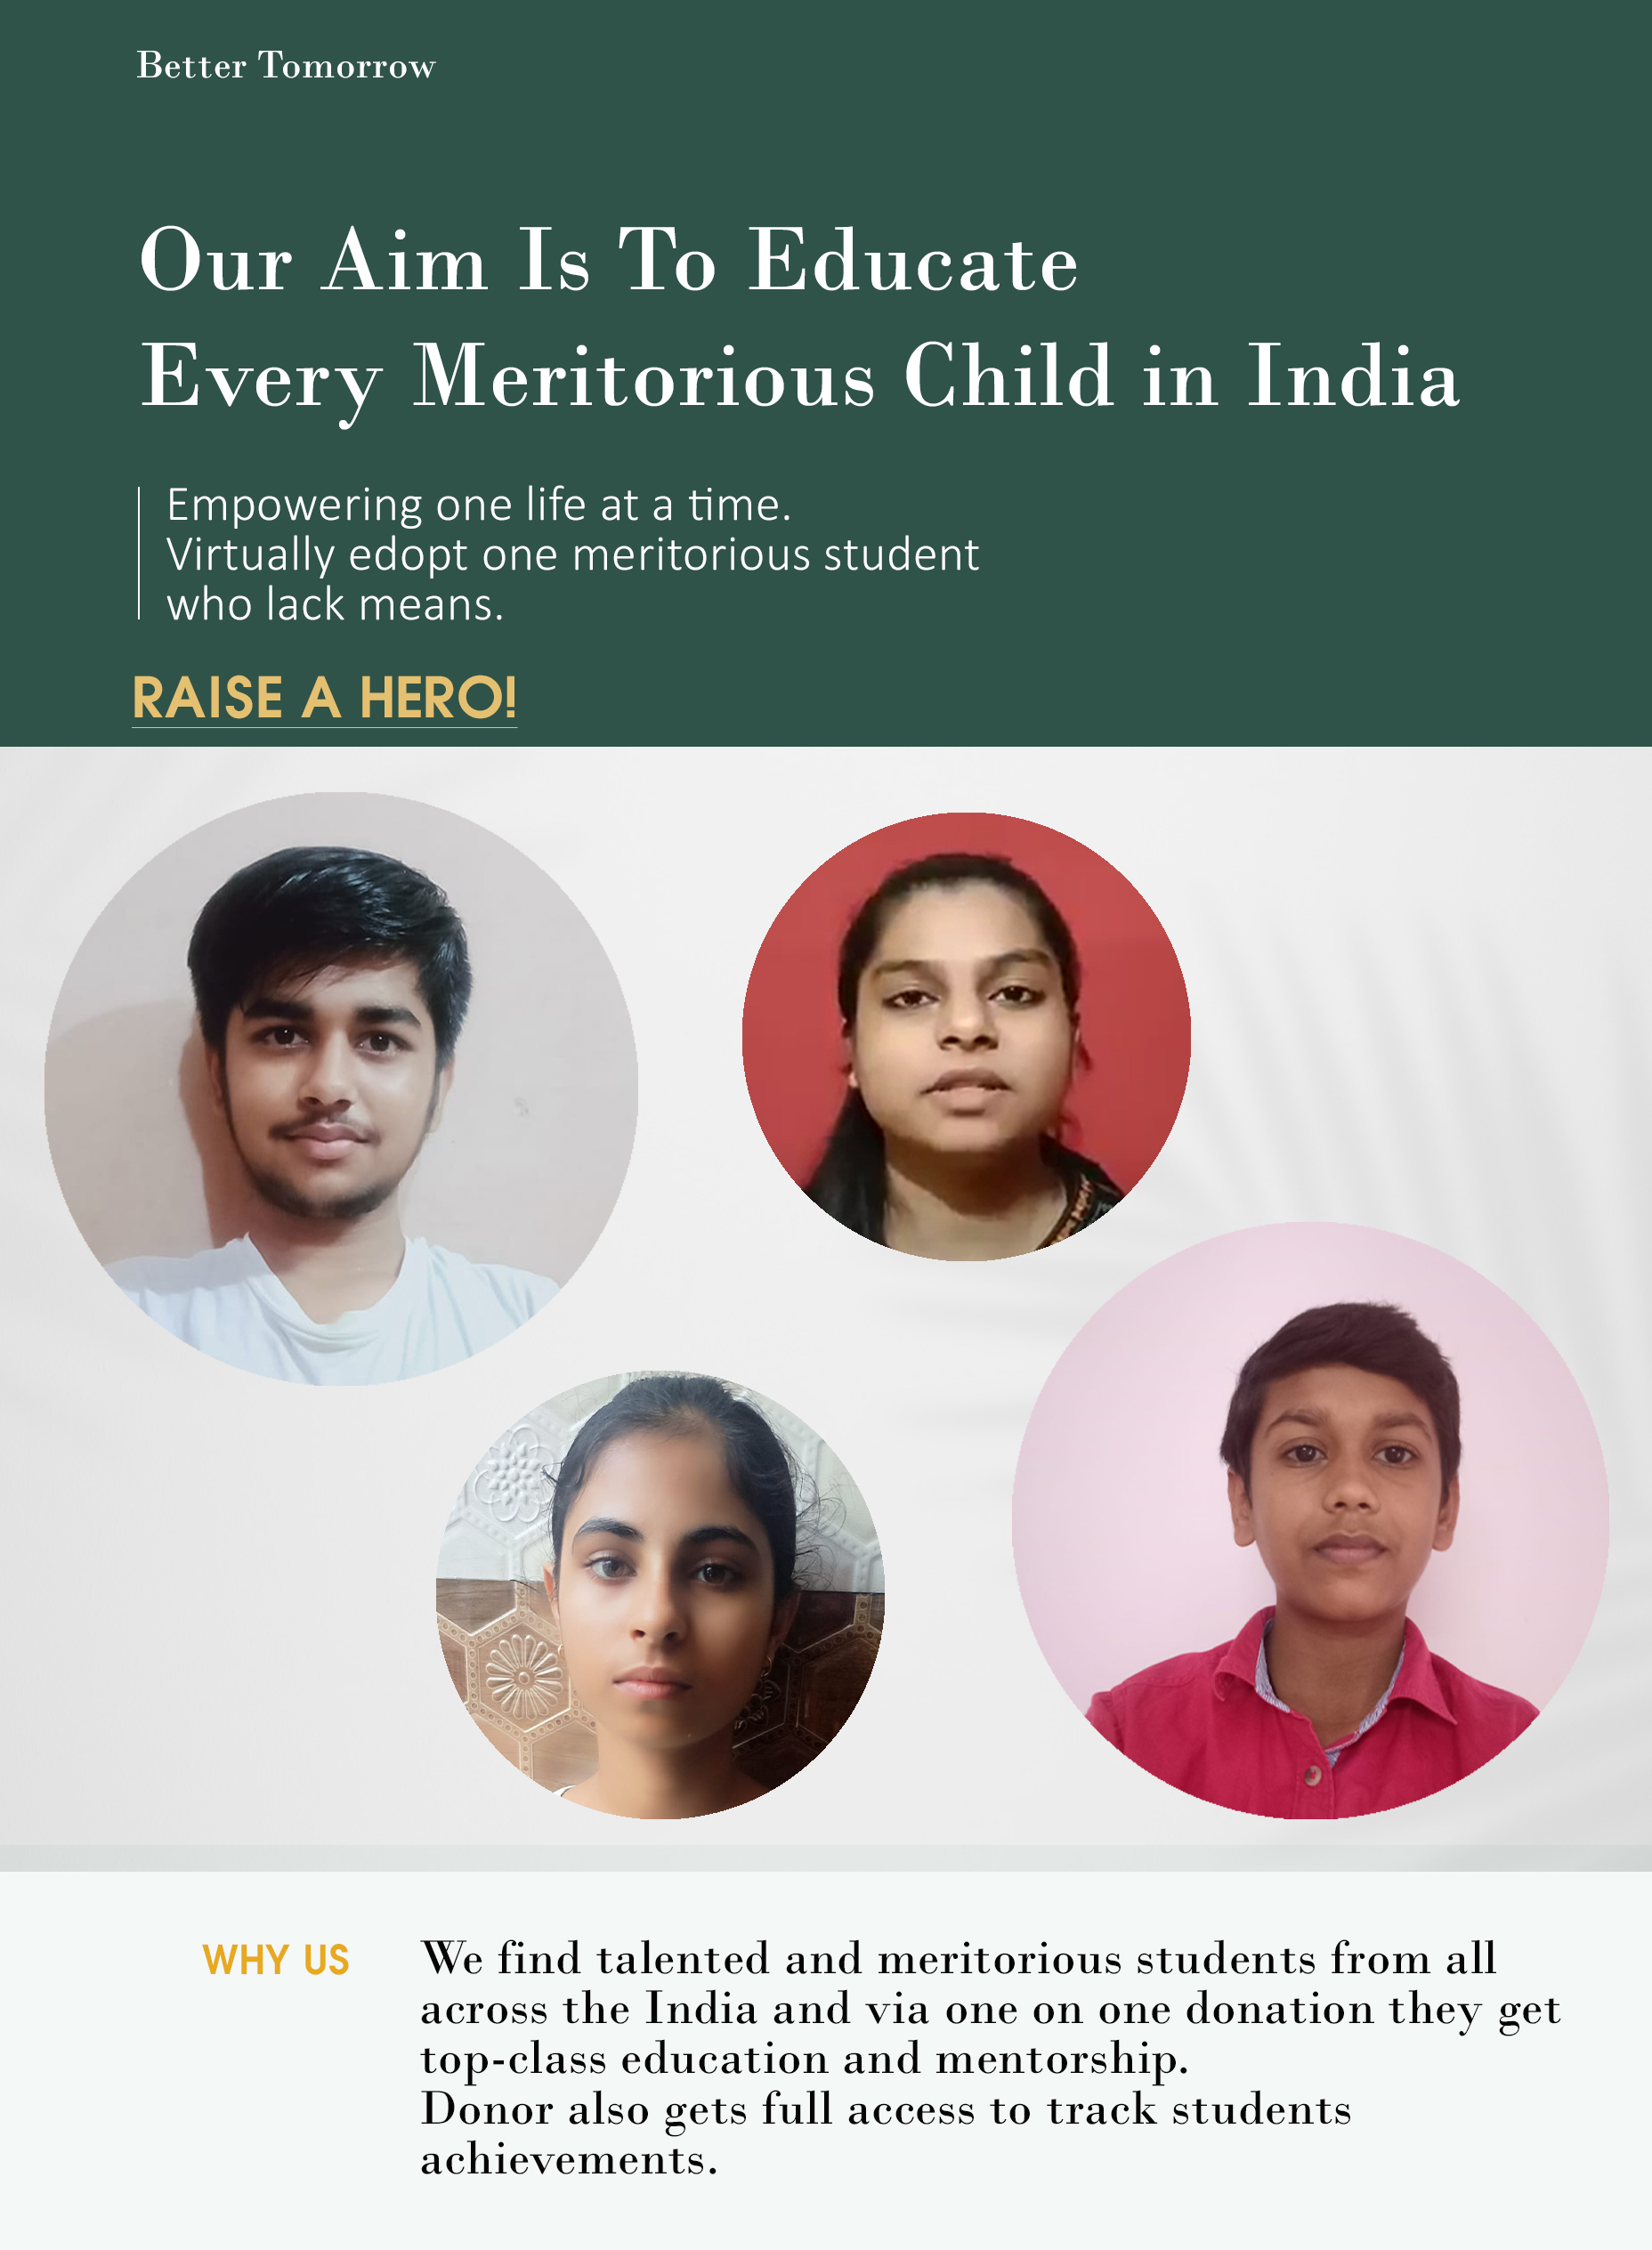 Better Tomorrow
Our Aim Is To Educate
Every Meritorious Child in India
Empowering one life at a time.
Virtually edopt one meritorious student
who lack means.
RAISE A HERO!
WHY US
We find talented and meritorious students from all
across the India and via one on one donation they get
top-class education and mentorship.
Donor also gets full access to track students
achievements.